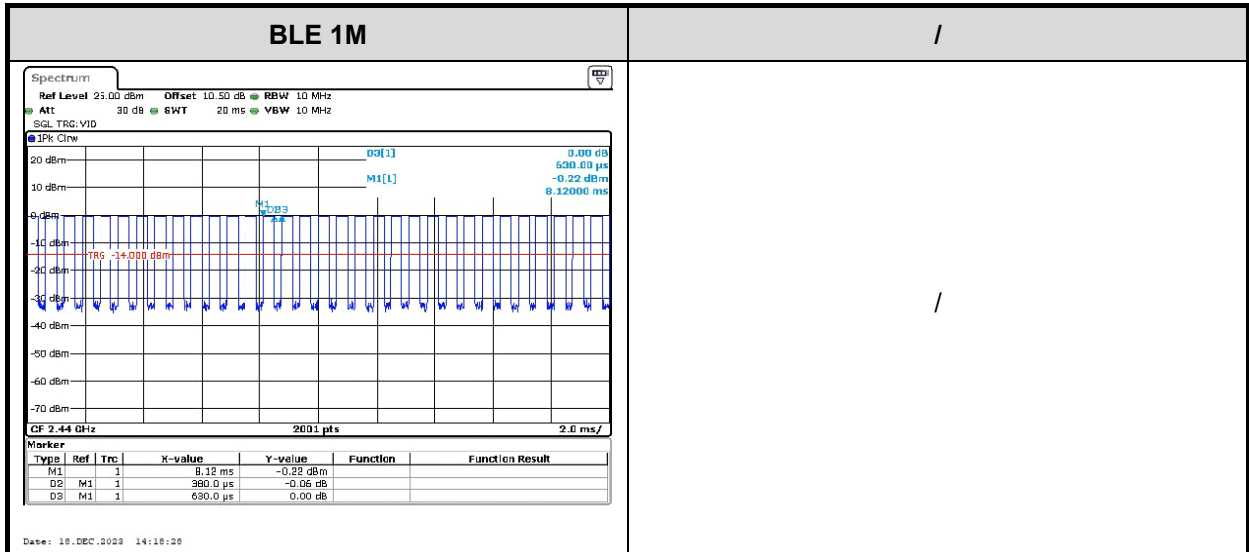 BLE 1M /
Spectrum
Ref Level 25.00 dBm Offset 10.50 dB RBW 10 MHz
Att 30 dB SWT 20 ms VBW 10 MHz
SGL TRG:VID
1Pk Clrw
D3[1] 0.00 dB
630.00 µs
M1[1] -0.22 dBm
8.12000 ms
20 dBm
10 dBm
M1
D2D3
0 dBm
-10 dBm
TRG -14.000 dBm
-20 dBm
-30 dBm
-40 dBm
-50 dBm
-60 dBm
-70 dBm
CF 2.44 GHz 2001 pts 2.0 ms/
Marker
Type Ref Trc X-value Y-value Function Function Result
M1 1 8.12 ms -0.22 dBm
D2 M1 1 380.0 µs -0.06 dB
D3 M1 1 630.0 µs 0.00 dB
Date: 18.DEC.2023 14:18:28
/